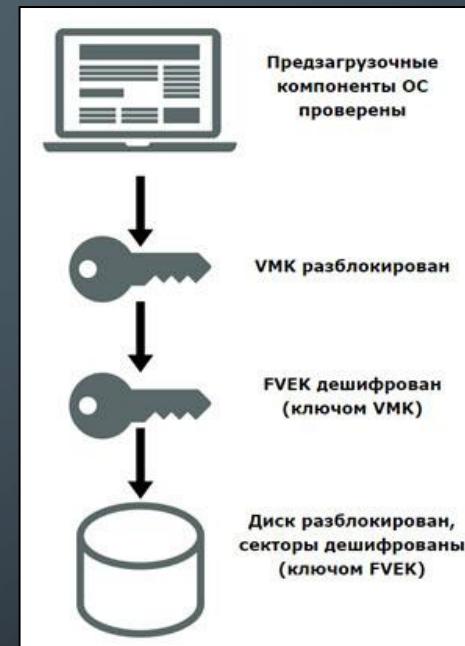 Предзагрузочные
компоненты ОС
проверены
VMK разблокирован
FVEK дешифрован
(ключом VMK)
Диск разблокирован,
секторы дешифрованы
(ключом FVEK)